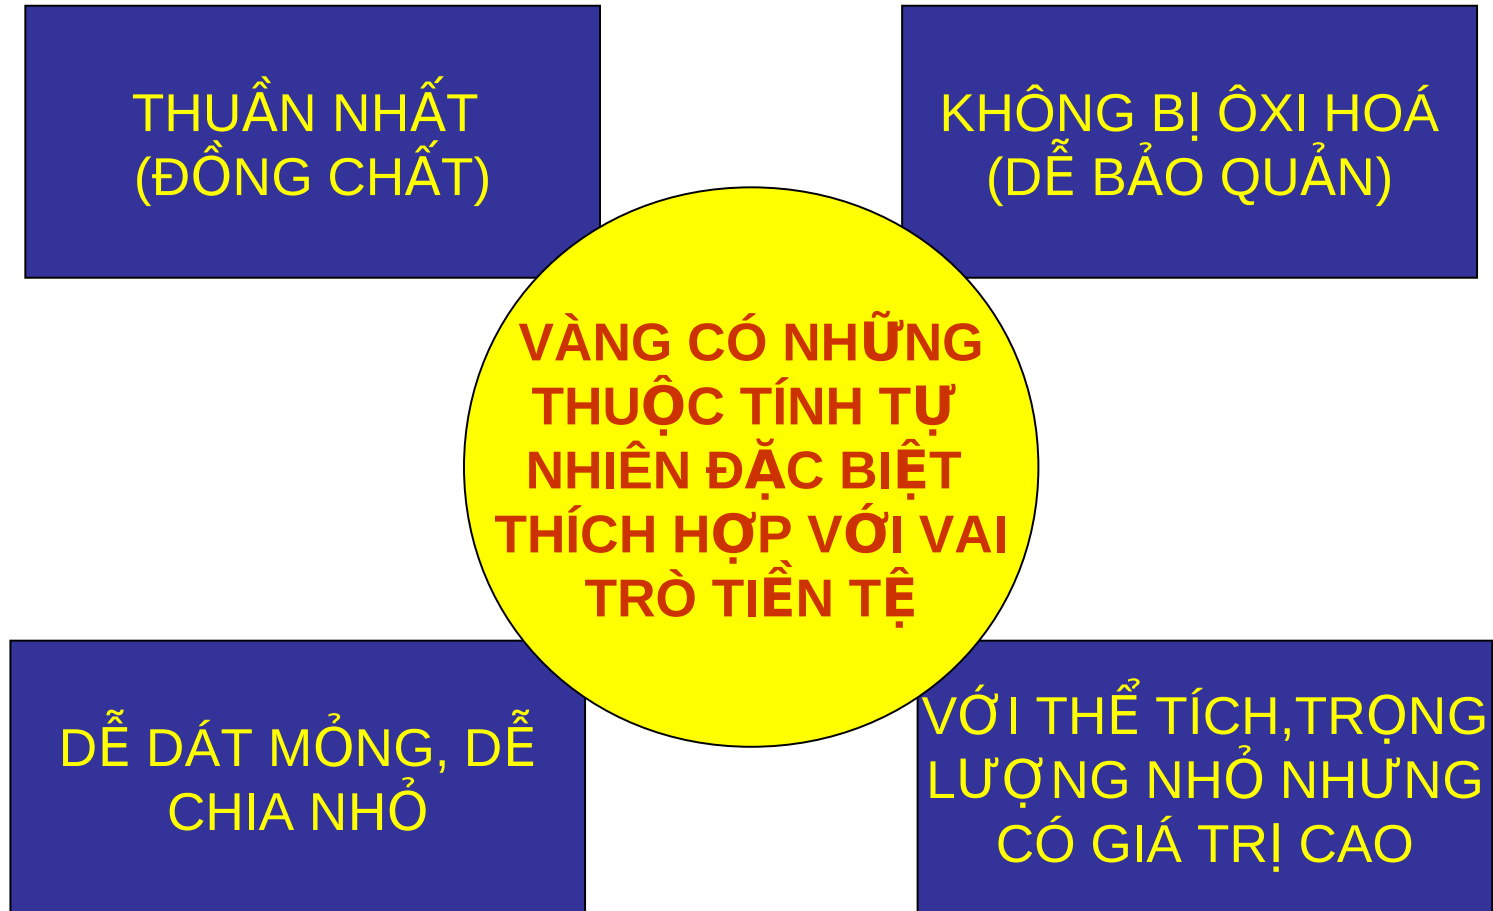 THUẦN NHẤT
(ĐỒNG CHẤT)
KHÔNG BỊ ÔXI HOÁ
(DỄ BẢO QUẢN)
VÀNG CÓ NHỮNG
THUỘC TÍNH TỰ
NHIÊN ĐẶC BIỆT
THÍCH HỢP VỚI VAI
TRÒ TIỀN TỆ
DỄ DÁT MỎNG, DỄ
CHIA NHỎ
VỚI THỂ TÍCH,TRỌNG
LƯỢNG NHỎ NHƯNG
CÓ GIÁ TRỊ CAO